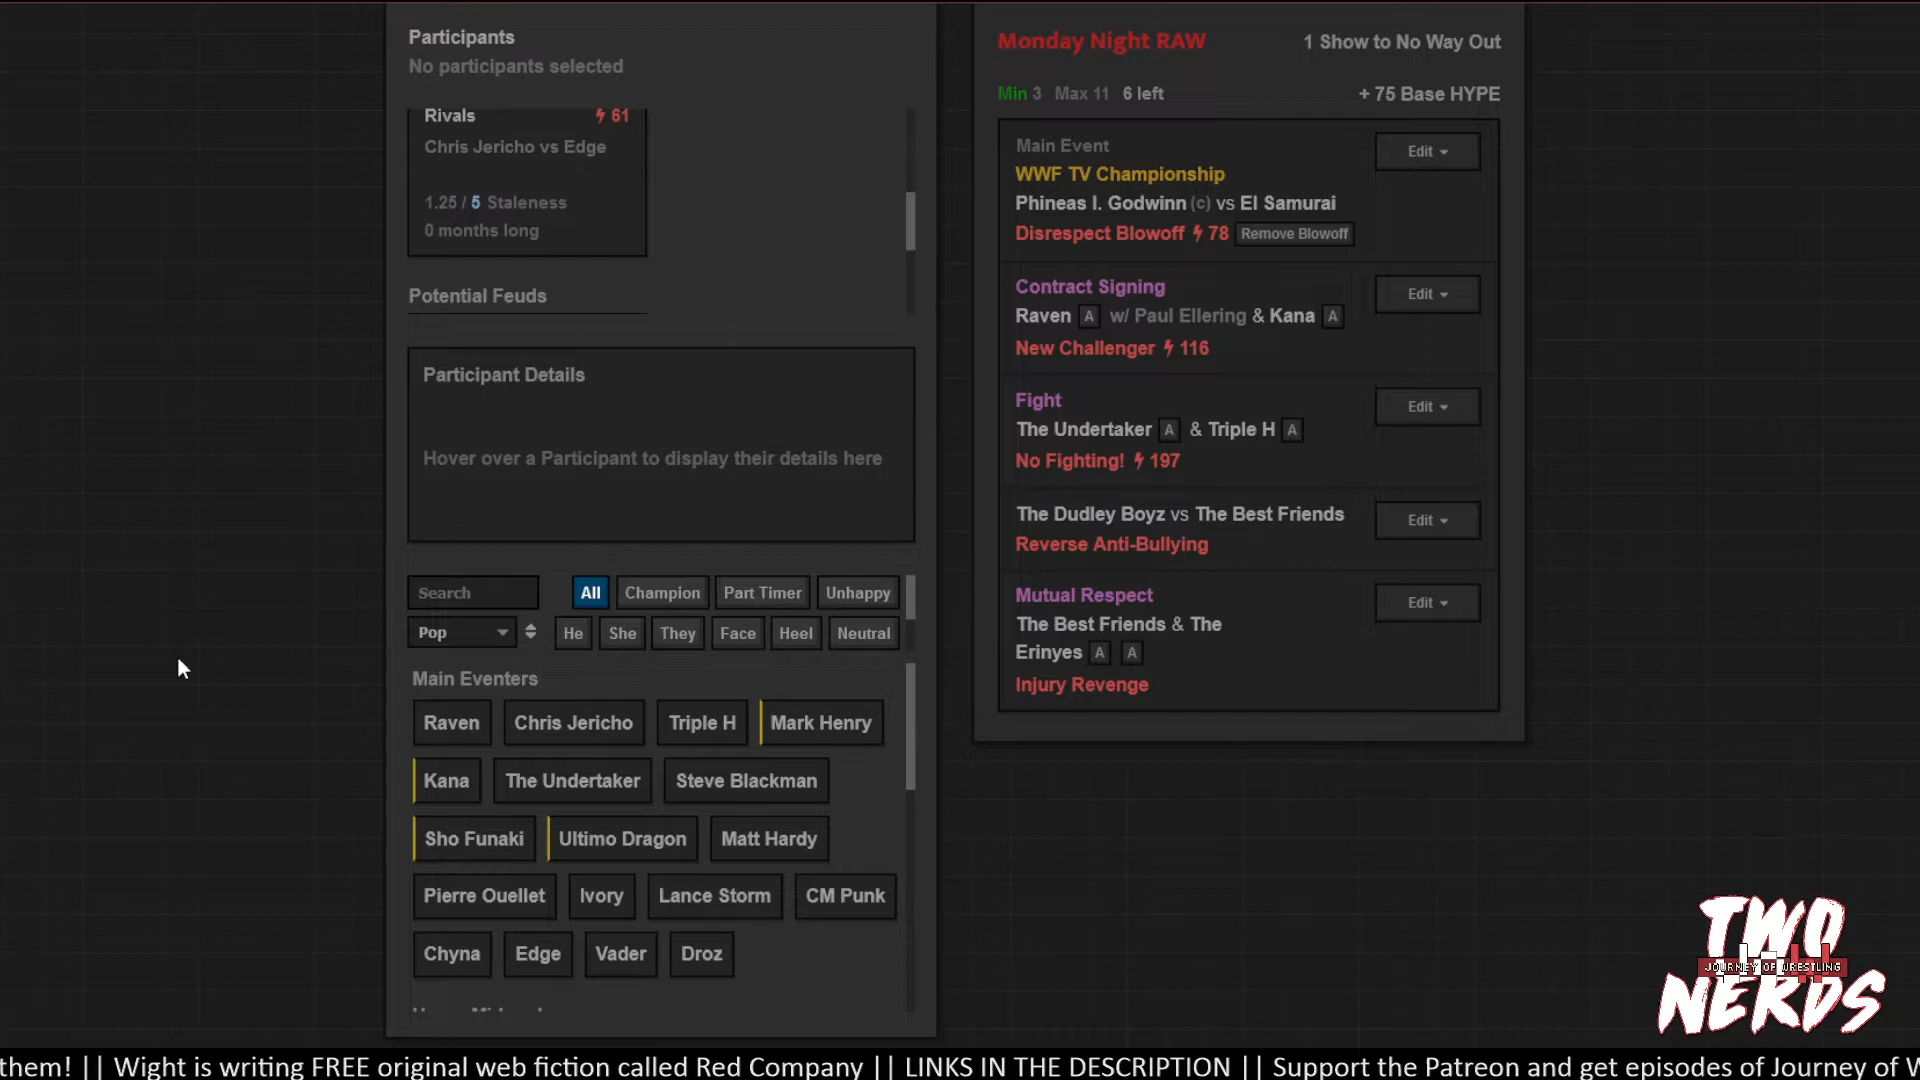 Participants
No participants selected
Rivals 61
Chris Jericho vs Edge
1.25 / 5 Staleness
0 months long
Potential Feuds
Participant Details
Hover over a Participant to display their details here
Search All Champion Part Timer Unhappy
Pop He She They Face Heel Neutral
Main Eventers
Raven Chris Jericho Triple H Mark Henry
Kana The Undertaker Steve Blackman
Sho Funaki Ultimo Dragon Matt Hardy
Pierre Ouellet Ivory Lance Storm CM Punk
Chyna Edge Vader Droz
Monday Night RAW 1 Show to No Way Out
Min 3 Max 11 6 left + 75 Base HYPE
Main Event Edit
WWF TV Championship
Phineas I. Godwinn (c) vs El Samurai
Disrespect Blowoff 78 Remove Blowoff
Contract Signing Edit
Raven A w/ Paul Ellering & Kana A
New Challenger 116
Fight Edit
The Undertaker A & Triple H A
No Fighting! 197
The Dudley Boyz vs The Best Friends Edit
Reverse Anti-Bullying
Mutual Respect Edit
The Best Friends & The
Erinyes A A
Injury Revenge
TWO
JOURNEY OF WRESTLING
NERDS
them! || Wight is writing FREE original web fiction called Red Company || LINKS IN THE DESCRIPTION || Support the Patreon and get episodes of Journey of W